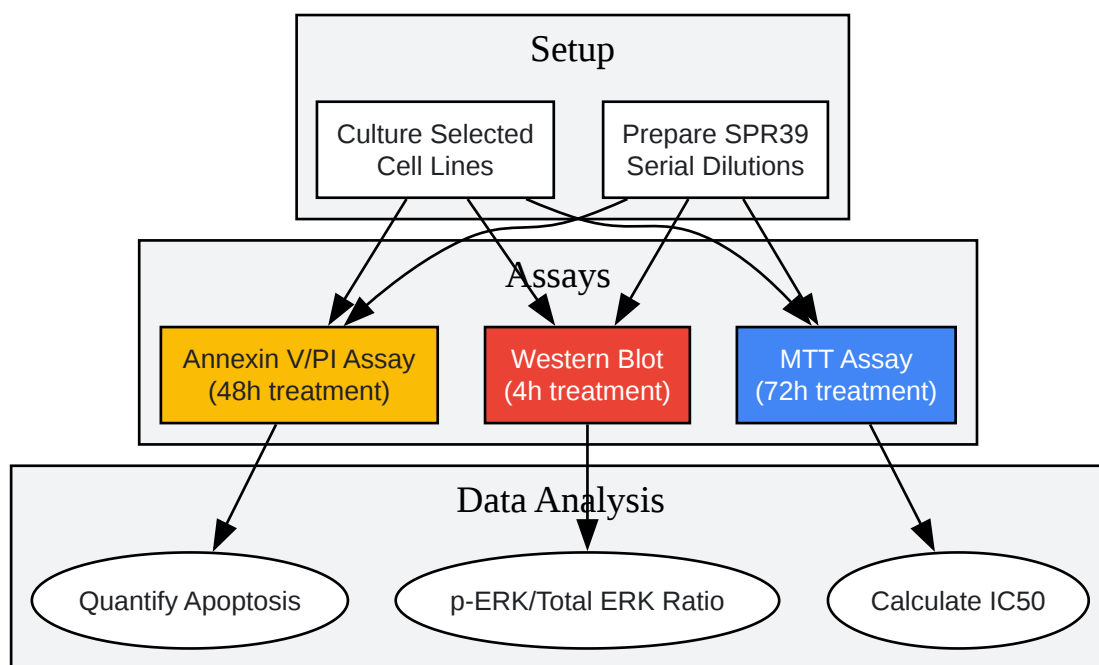 Setup
Culture Selected
Cell Lines
Prepare SPR39
Serial Dilutions
Assays
Annexin V/PI Assay
(48h treatment)
Western Blot
(4h treatment)
MTT Assay
(72h treatment)
Data Analysis
Quantify Apoptosis
p-ERK/Total ERK Ratio
Calculate IC50